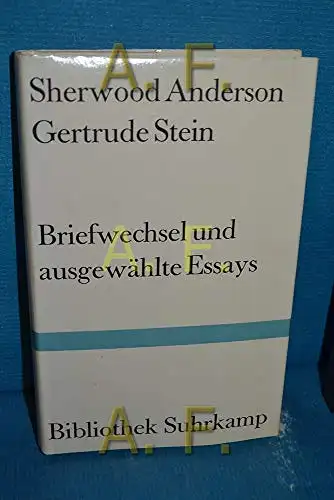 A. F.
Sherwood Anderson
Gertrude Stein
A. F.
Briefwechsel und
A. F.
ausgewählte Essays
A. F.
Bibliothek Suhrkamp
A. F.